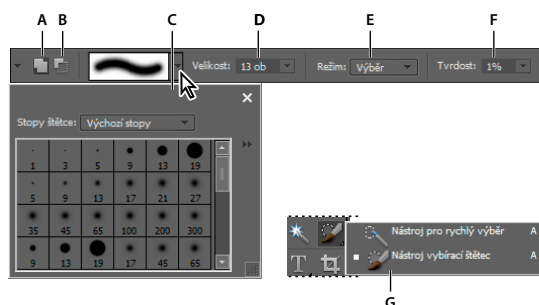 A B C D E F
Velikost: 13 ob Režim: Výběr Tvrdost: 1%
Stopy štětce: Výchozí stopy
1 3 5 9 13 19
5 9 13 17 21 27
35 45 65 100 200 300
9 13 19 17 45 65
Nástroj pro rychlý výběr A
Nástroj vybírací štětec A
G